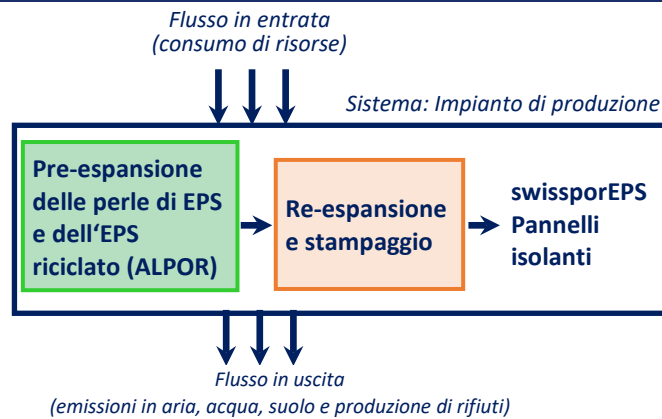 Flusso in entrata
(consumo di risorse)
Sistema: Impianto di produzione
Pre-espansione
delle perle di EPS
e dell‘EPS
riciclato (ALPOR)
Re-espansione
e stampaggio
swissporEPS
Pannelli
isolanti
Flusso in uscita
(emissioni in aria, acqua, suolo e produzione di rifiuti)